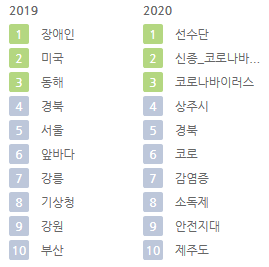 2019
1 장애인
2 미국
3 동해
4 경북
5 서울
6 앞바다
7 강릉
8 기상청
9 강원
10 부산
2020
1 선수단
2 신종_코로나바...
3 코로나바이러스
4 상주시
5 경북
6 코로
7 감염증
8 소독제
9 안전지대
10 제주도